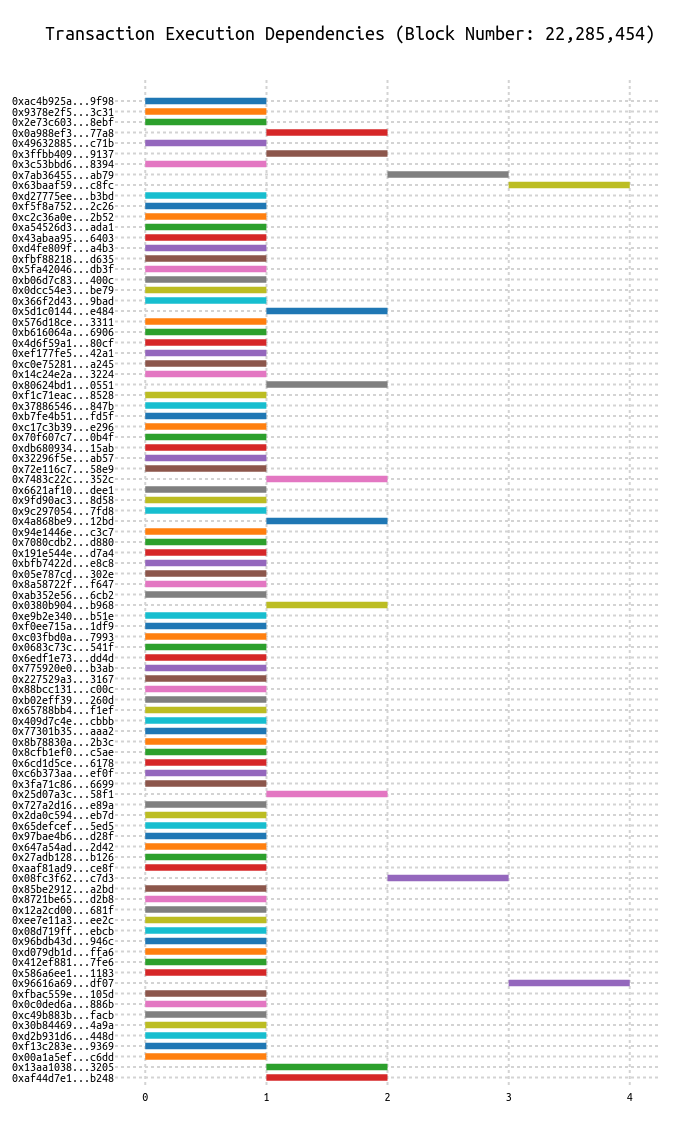 Transaction Execution Dependencies (Block Number: 22,285,454)
0xac4b925a...9f98
0x9378e2f5...3c31
0x2e73c603...8ebf
0x0a988ef3...77a8
0x49632885...c71b
0x3ffbb409...9137
0x3c53bbd6...8394
0x7ab36455...ab79
0x63baaf59...c8fc
0xd27775ee...b3bd
0xf5f8a752...2c26
0xc2c36a0e...2b52
0xa54526d3...ada1
0x43abaa95...6403
0xd4fe809f...a4b3
0xfbf88218...d635
0x5fa42046...db3f
0xb06d7c83...400c
0x0dcc54e3...be79
0x366f2d43...9bad
0x5d1c0144...e484
0x576d18ce...3311
0xb616064a...6906
0x4d6f59a1...80cf
0xef177fe5...42a1
0xc0e75281...a245
0x14c24e2a...3224
0x80624bd1...0551
0xf1c71eac...8528
0x37886546...847b
0xb7fe4b51...fd5f
0xc17c3b39...e296
0x70f607c7...0b4f
0xdb680934...15ab
0x32296f5e...ab57
0x72e116c7...58e9
0x7483c22c...352c
0x6621af10...dee1
0x9fd90ac3...8d58
0x9c297054...7fd8
0x4a868be9...12bd
0x94e1446e...c3c7
0x7080cdb2...d880
0x191e544e...d7a4
0xbfb7422d...e8c8
0x05e787cd...302e
0x8a58722f...f647
0xab352e56...6cb2
0x0380b904...b968
0xe9b2e340...b51e
0xf0ee715a...1df9
0xc03fbd0a...7993
0x0683c73c...541f
0x6edf1e73...dd4d
0x775920e0...b3ab
0x227529a3...3167
0x88bcc131...c00c
0xb02eff39...260d
0x65788bb4...f1ef
0x409d7c4e...cbbb
0x77301b35...aaa2
0x8b78830a...2b3c
0x8cfb1ef0...c5ae
0x6cd1d5ce...6178
0xc6b373aa...ef0f
0x3fa71c86...6699
0x25d07a3c...58f1
0x727a2d16...e89a
0x2da0c594...eb7d
0x65defcef...5ed5
0x97bae4b6...d28f
0x647a54ad...2d42
0x27adb128...b126
0xaaf81ad9...ce8f
0x08fc3f62...c7d3
0x85be2912...a2bd
0x8721be65...d2b8
0x12a2cd00...681f
0xee7e11a3...ee2c
0x08d719ff...ebcb
0x96bdb43d...946c
0xd079db1d...ffa6
0x412ef881...7fe6
0x586a6ee1...1183
0x96616a69...df07
0xfbac559e...105d
0x0c0ded6a...886b
0xc49b883b...facb
0x30b84469...4a9a
0xd2b931d6...448d
0xf13c283e...9369
0x00a1a5ef...c6dd
0x13aa1038...3205
0xaf44d7e1...b248
0 1 2 3 4